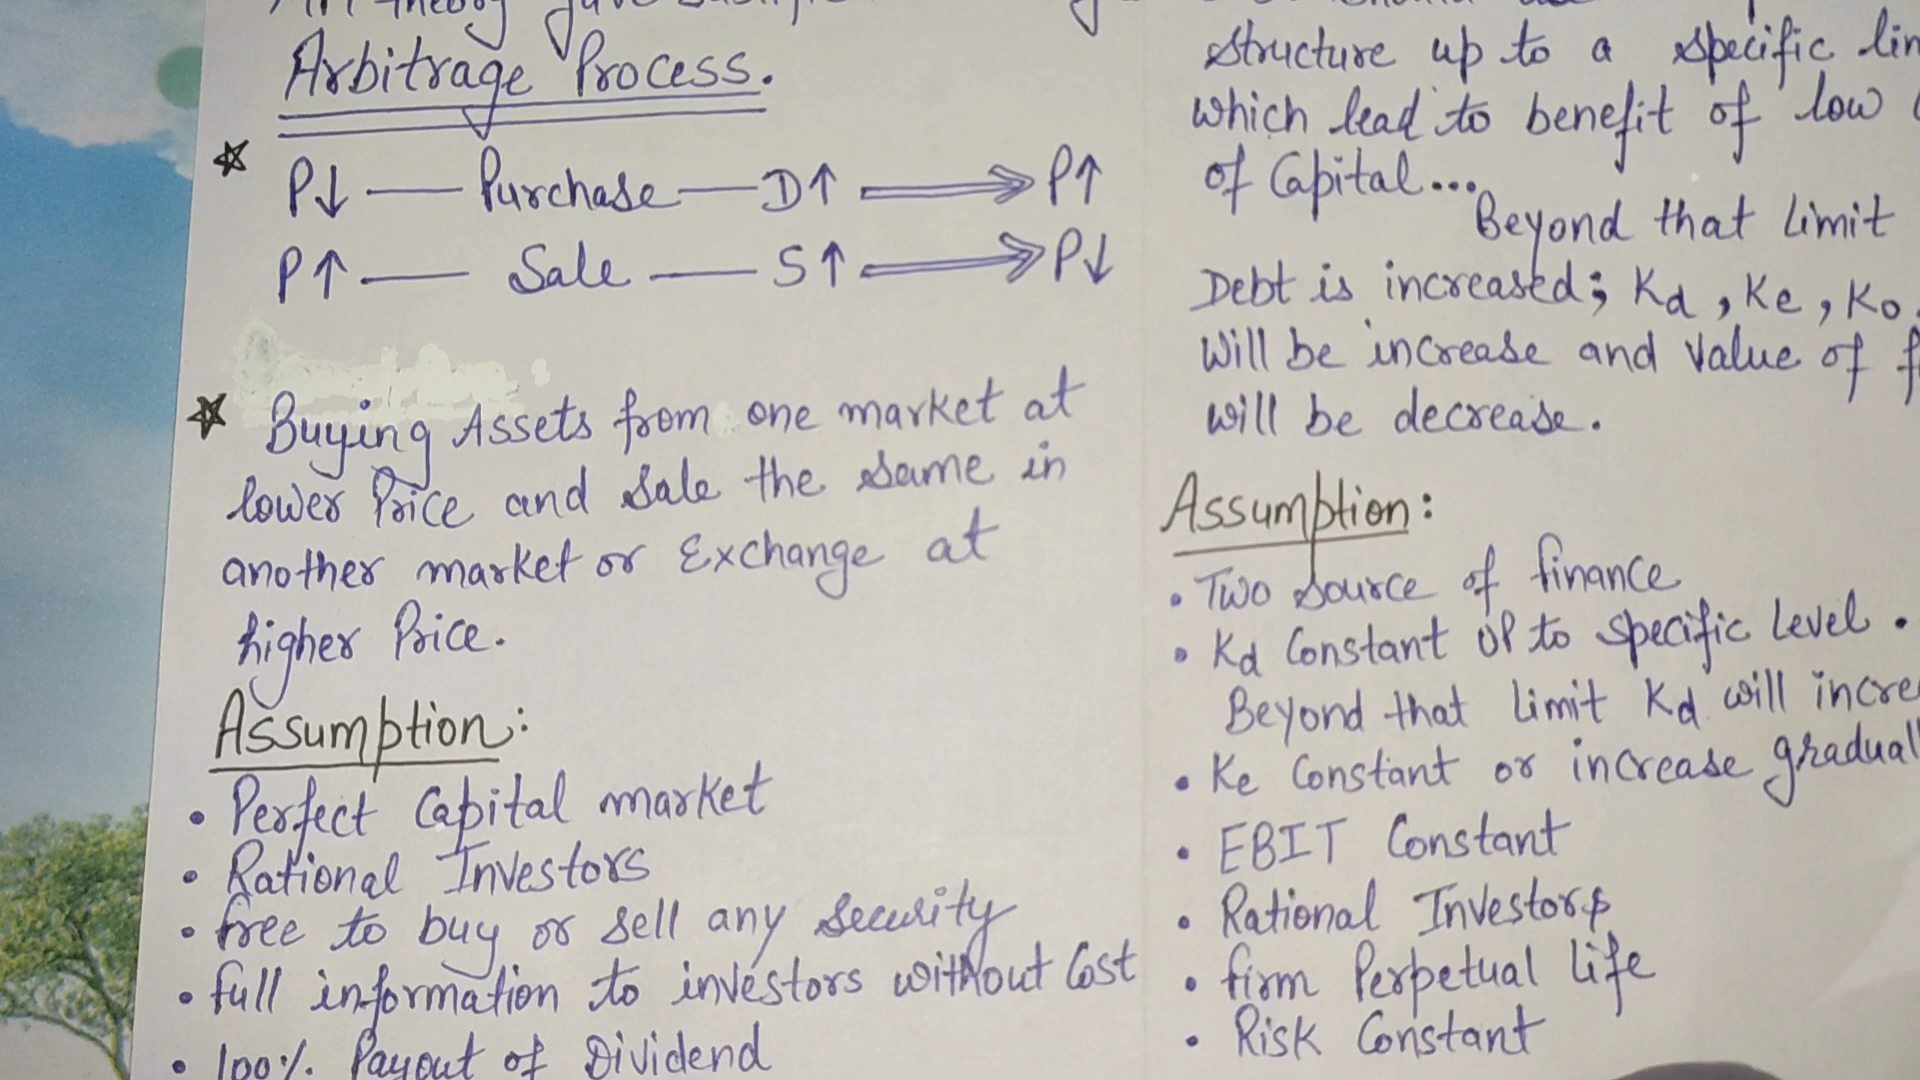 theory gave
Arbitrage Process.
P↓ — Purchase — D↑ ⟹ P↑
P↑ — Sale — S↑ ⟹ P↓
Buying Assets from one market at
lower Price and Sale the Same in
another market or Exchange at
higher Price.
Assumption:
• Perfect Capital market
• Rational Investors
• free to buy or sell any Security
• full information to investors without Cost
• 100% Payout of Dividend
should
Structure up to a specific
which lead to benefit of low
of Capital...
Beyond that Limit
Debt is increased; Kd, Ke, Ko
Will be increase and Value of
will be decrease.
Assumption:
• Two Source of finance
• Kd Constant UP to Specific Level.
Beyond that Limit Kd will
• Ke Constant or increase
• EBIT Constant
• Rational Investors
• firm Perpetual Life
• Risk Constant